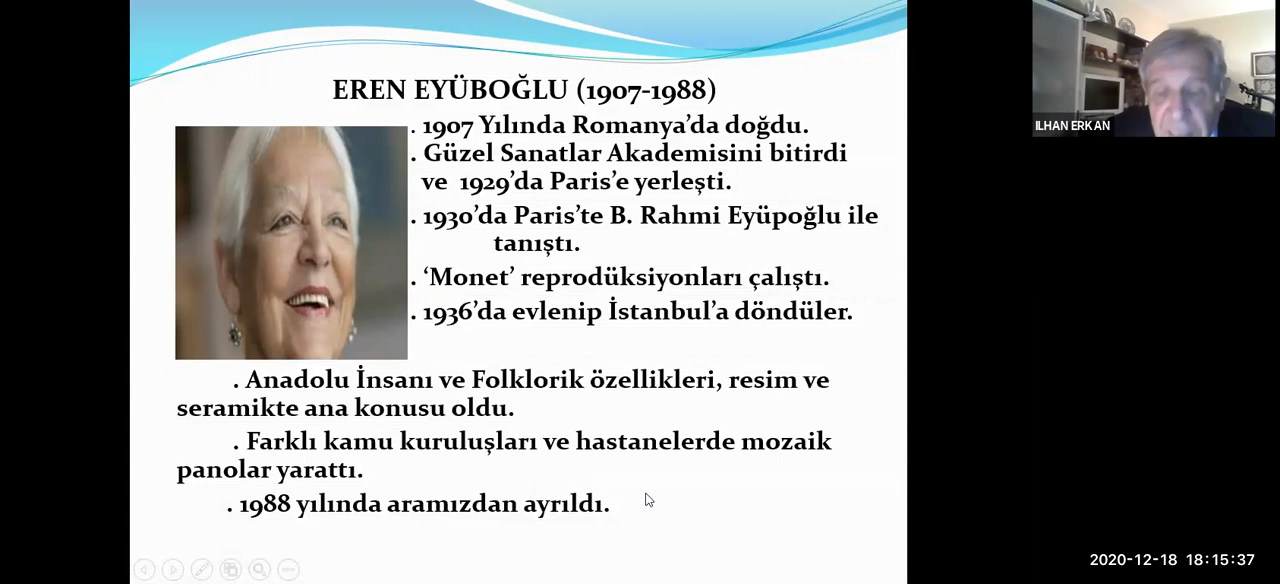 EREN EYÜBOĞLU (1907-1988)
. 1907 Yılında Romanya’da doğdu.
. Güzel Sanatlar Akademisini bitirdi
ve 1929’da Paris’e yerleşti.
. 1930’da Paris’te B. Rahmi Eyüpoğlu ile
tanıştı.
. ‘Monet’ reprodüksiyonları çalıştı.
. 1936’da evlenip İstanbul’a döndüler.
. Anadolu İnsanı ve Folklorik özellikleri, resim ve
seramikte ana konusu oldu.
. Farklı kamu kuruluşları ve hastanelerde mozaik
panolar yarattı.
. 1988 yılında aramızdan ayrıldı.
ILHAN ERKAN
2020-12-18 18:15:37